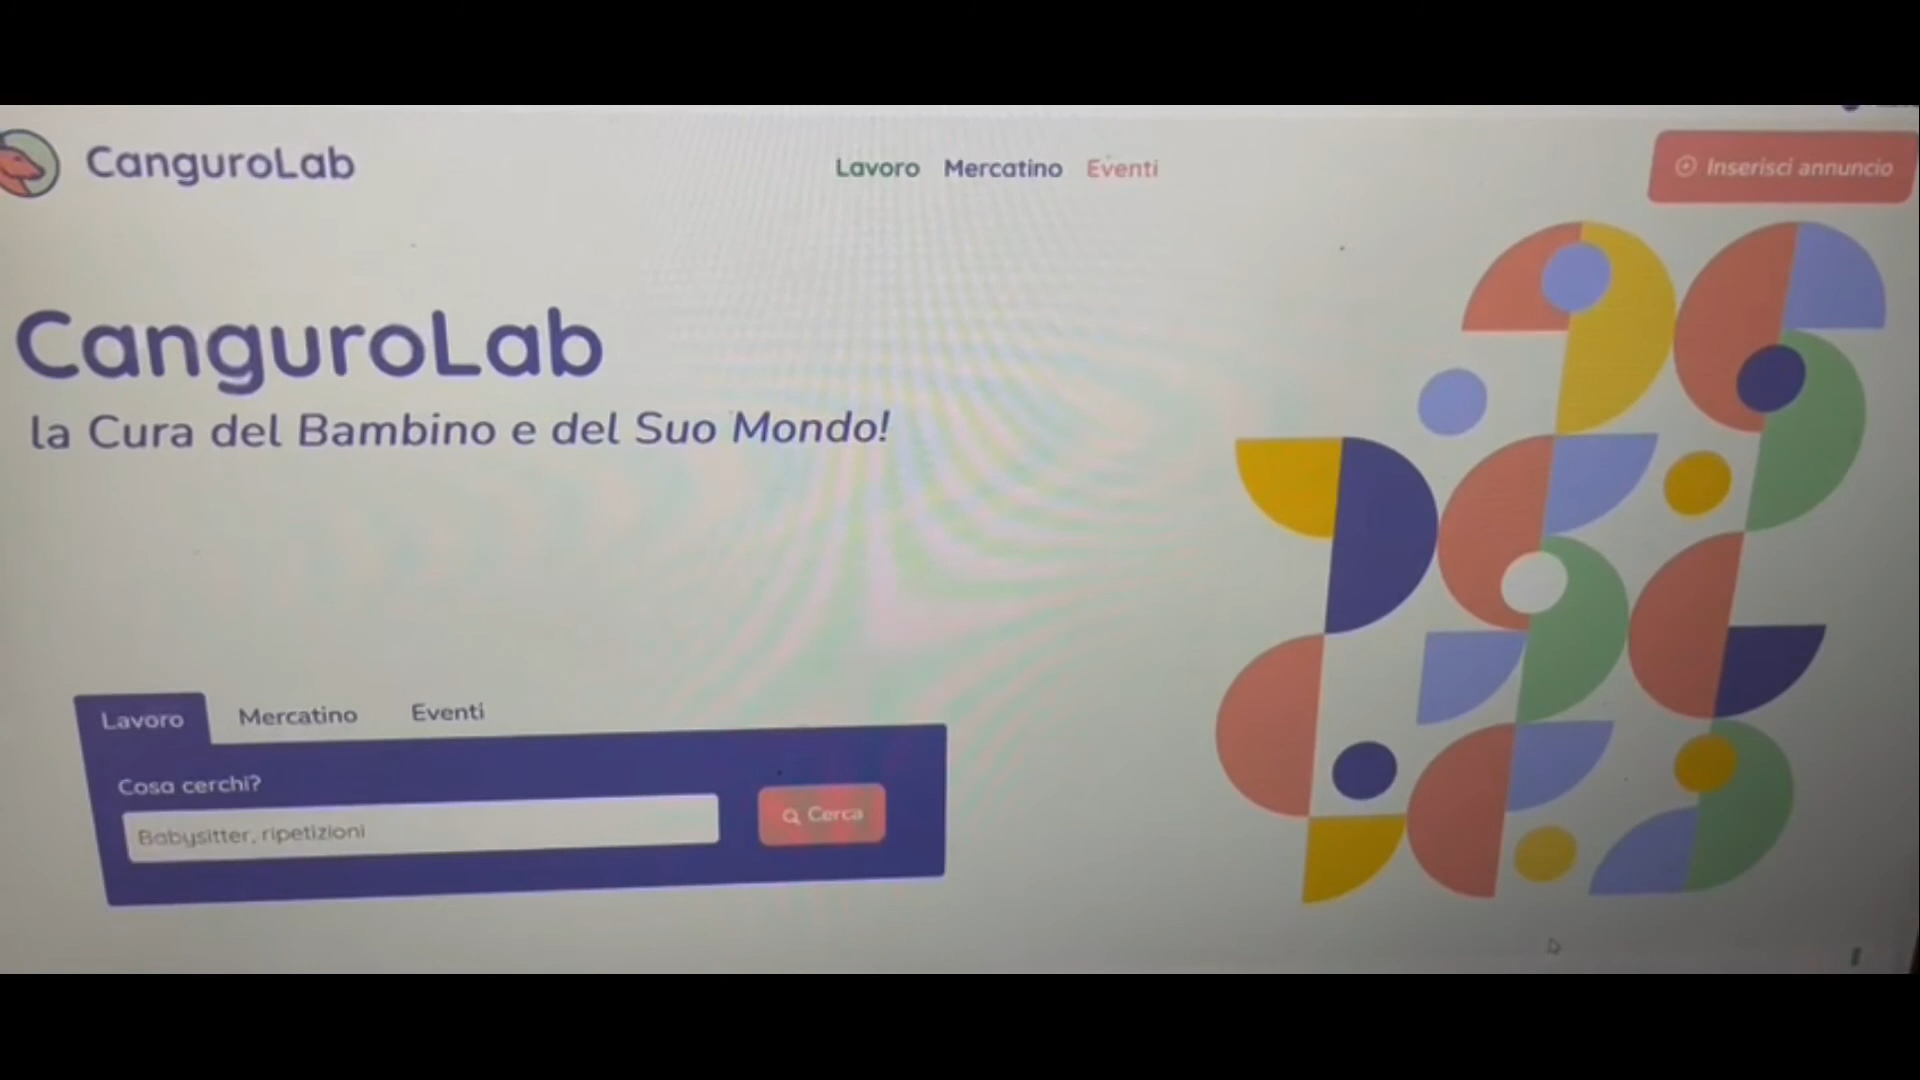 CanguroLab
Lavoro Mercatino Eventi
Inserisci annuncio
CanguroLab
la Cura del Bambino e del Suo Mondo!
Lavoro Mercatino Eventi
Cosa cerchi?
Babysitter, ripetizioni
Cerca